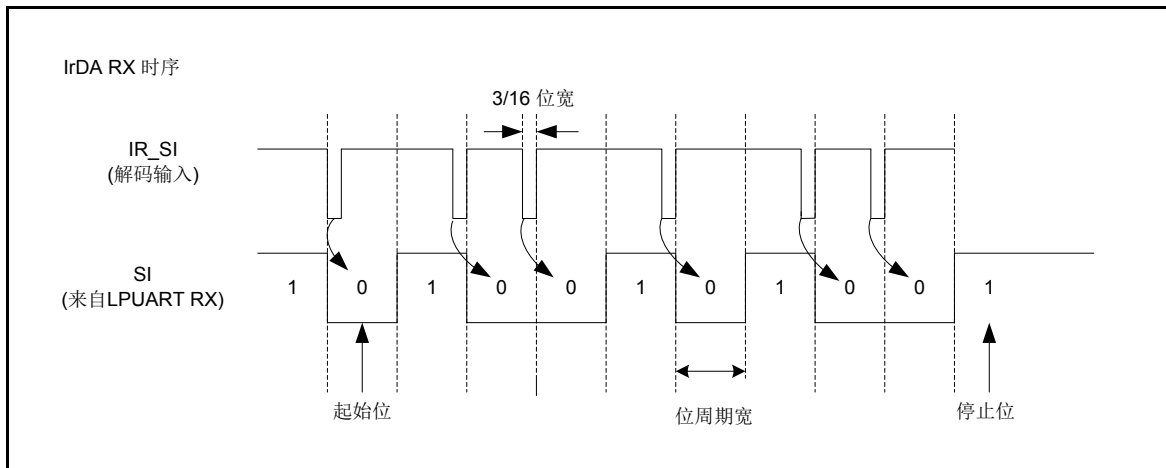 IrDA RX 时序
3/16 位宽
IR_SI
(解码输入)
SI
(来自LPUART RX)
1 0 1 0 0 1 0 1 0 0 1
起始位
位周期宽
停止位